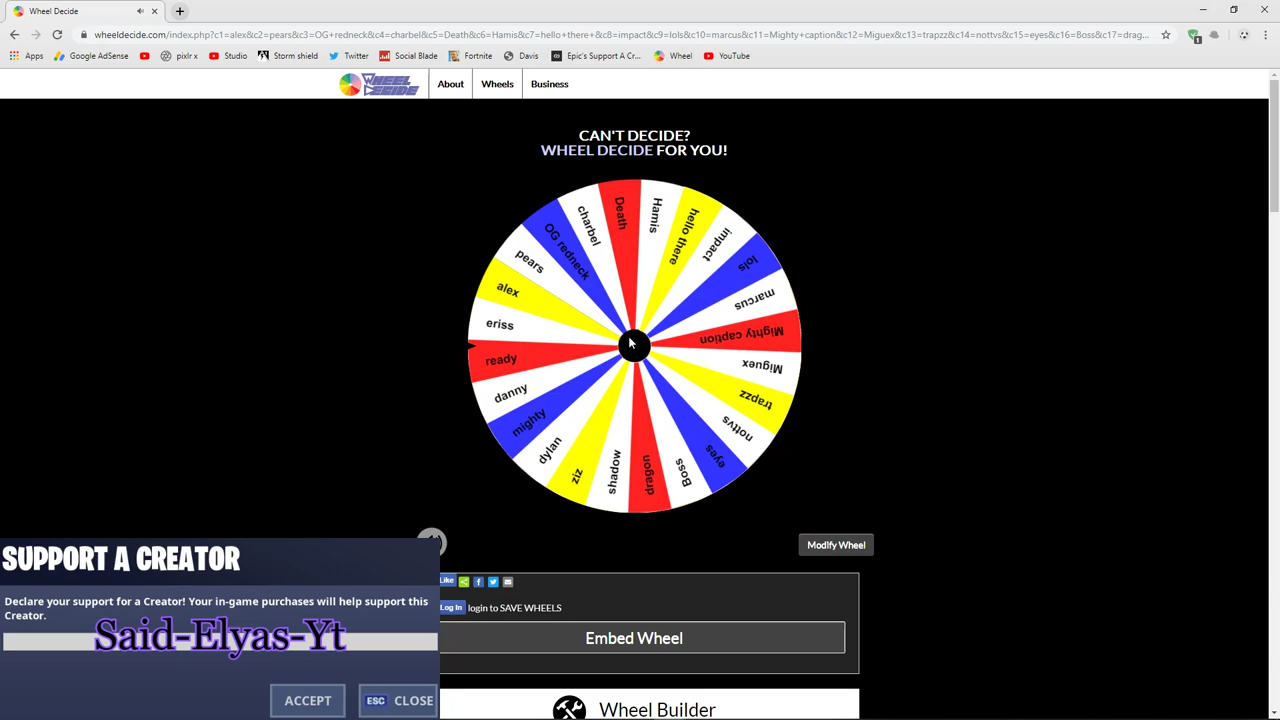 Wheel Decide
wheeldecide.com/index.php?c1=alex&c2=pears&c3=OG+redneck&c4=charbel&c5=Death&c6=Hamis&c7=hello+there+&c8=impact&c9=lols&c10=marcus&c11=Mighty+caption&c12=Miguex&c13=trapzz&c14=nottvs&c15=eyes&c16=Boss&c17=drag...
Apps Google AdSense pixlr x Studio Storm shield Twitter Social Blade Fortnite Davis Epic's Support A Cr... Wheel YouTube
WHEEL DECIDE About Wheels Business
CAN'T DECIDE?
WHEEL DECIDE FOR YOU!
Death
Hamis
hello there
impact
lols
marcus
Mighty caption
Miguex
trapzz
nottvs
eyes
Boss
dragon
shadow
ziz
dylan
mighty
danny
ready
eriss
alex
pears
OG redneck
charbel
Modify Wheel
Like
Log In login to SAVE WHEELS
Embed Wheel
Wheel Builder
SUPPORT A CREATOR
Declare your support for a Creator! Your in-game purchases will help support this
Creator.
Said-Elyas-Yt
ACCEPT ESC CLOSE